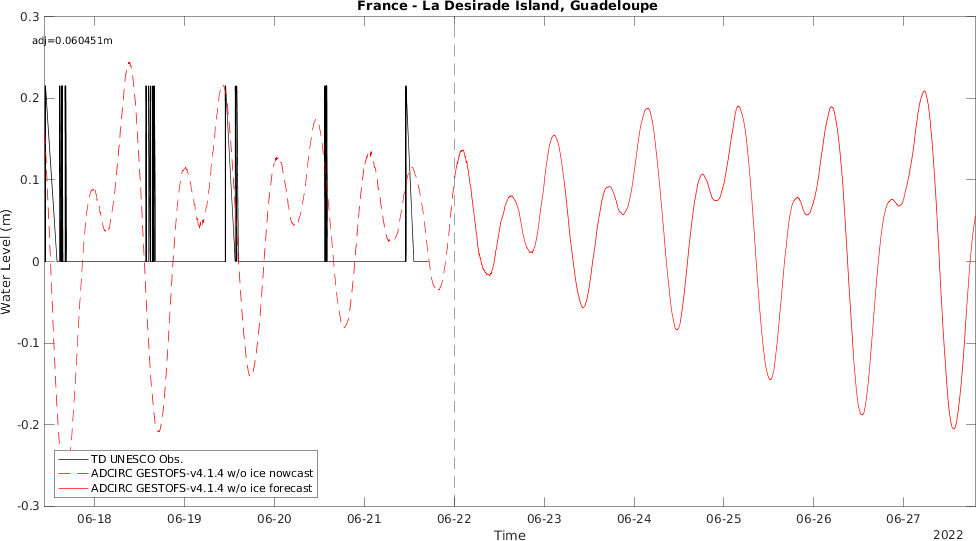 France - La Desirade Island, Guadeloupe
adj=0.060451m
0.3
0.2
0.1
0
-0.1
-0.2
-0.3
Water Level (m)
TD UNESCO Obs.
ADCIRC GESTOFS-v4.1.4 w/o ice nowcast
ADCIRC GESTOFS-v4.1.4 w/o ice forecast
06-18 06-19 06-20 06-21 06-22 06-23 06-24 06-25 06-26 06-27
Time
2022